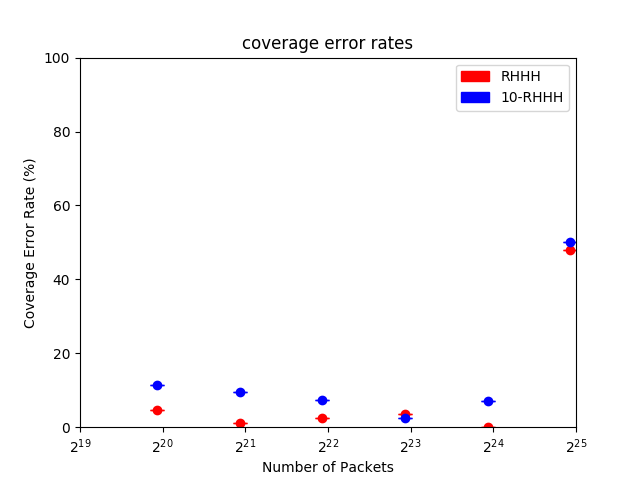 coverage error rates
100
80
60
40
20
0
Coverage Error Rate (%)
RHHH
10-RHHH
2^19 2^20 2^21 2^22 2^23 2^24 2^25
Number of Packets